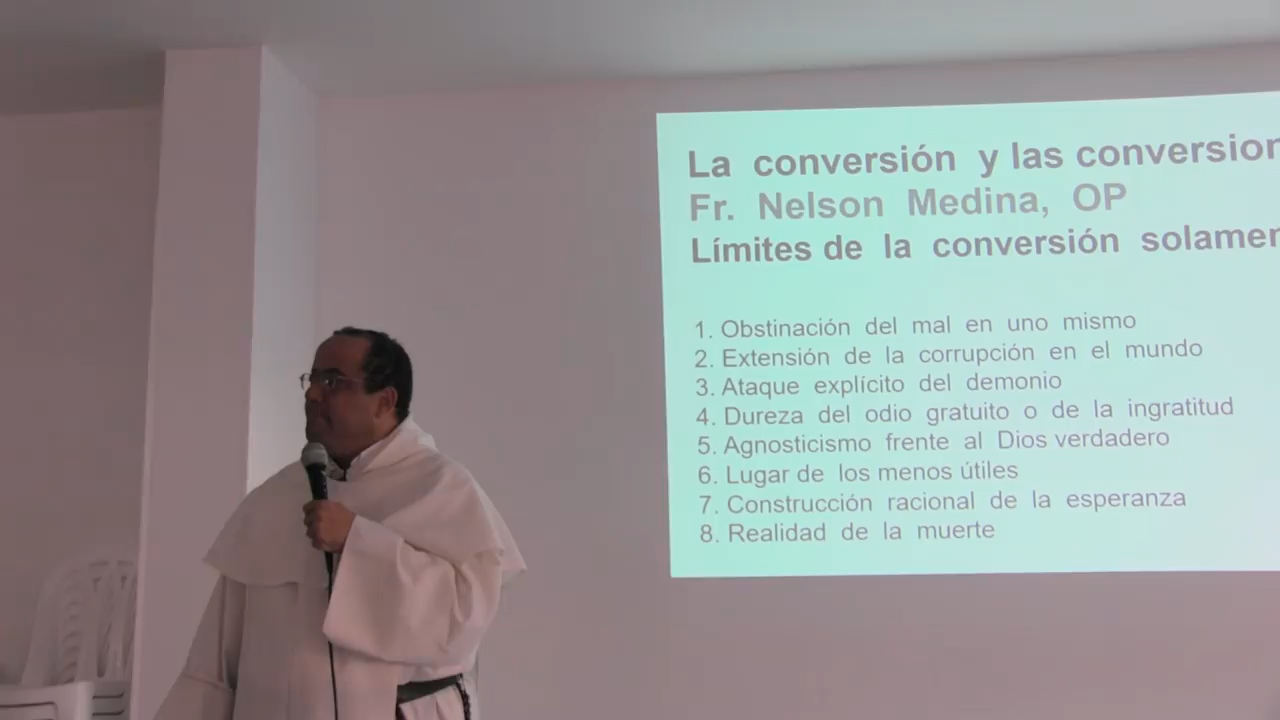 La conversión y las conversion
Fr. Nelson Medina, OP
Límites de la conversión solamen
1. Obstinación del mal en uno mismo
2. Extensión de la corrupción en el mundo
3. Ataque explícito del demonio
4. Dureza del odio gratuito o de la ingratitud
5. Agnosticismo frente al Dios verdadero
6. Lugar de los menos útiles
7. Construcción racional de la esperanza
8. Realidad de la muerte